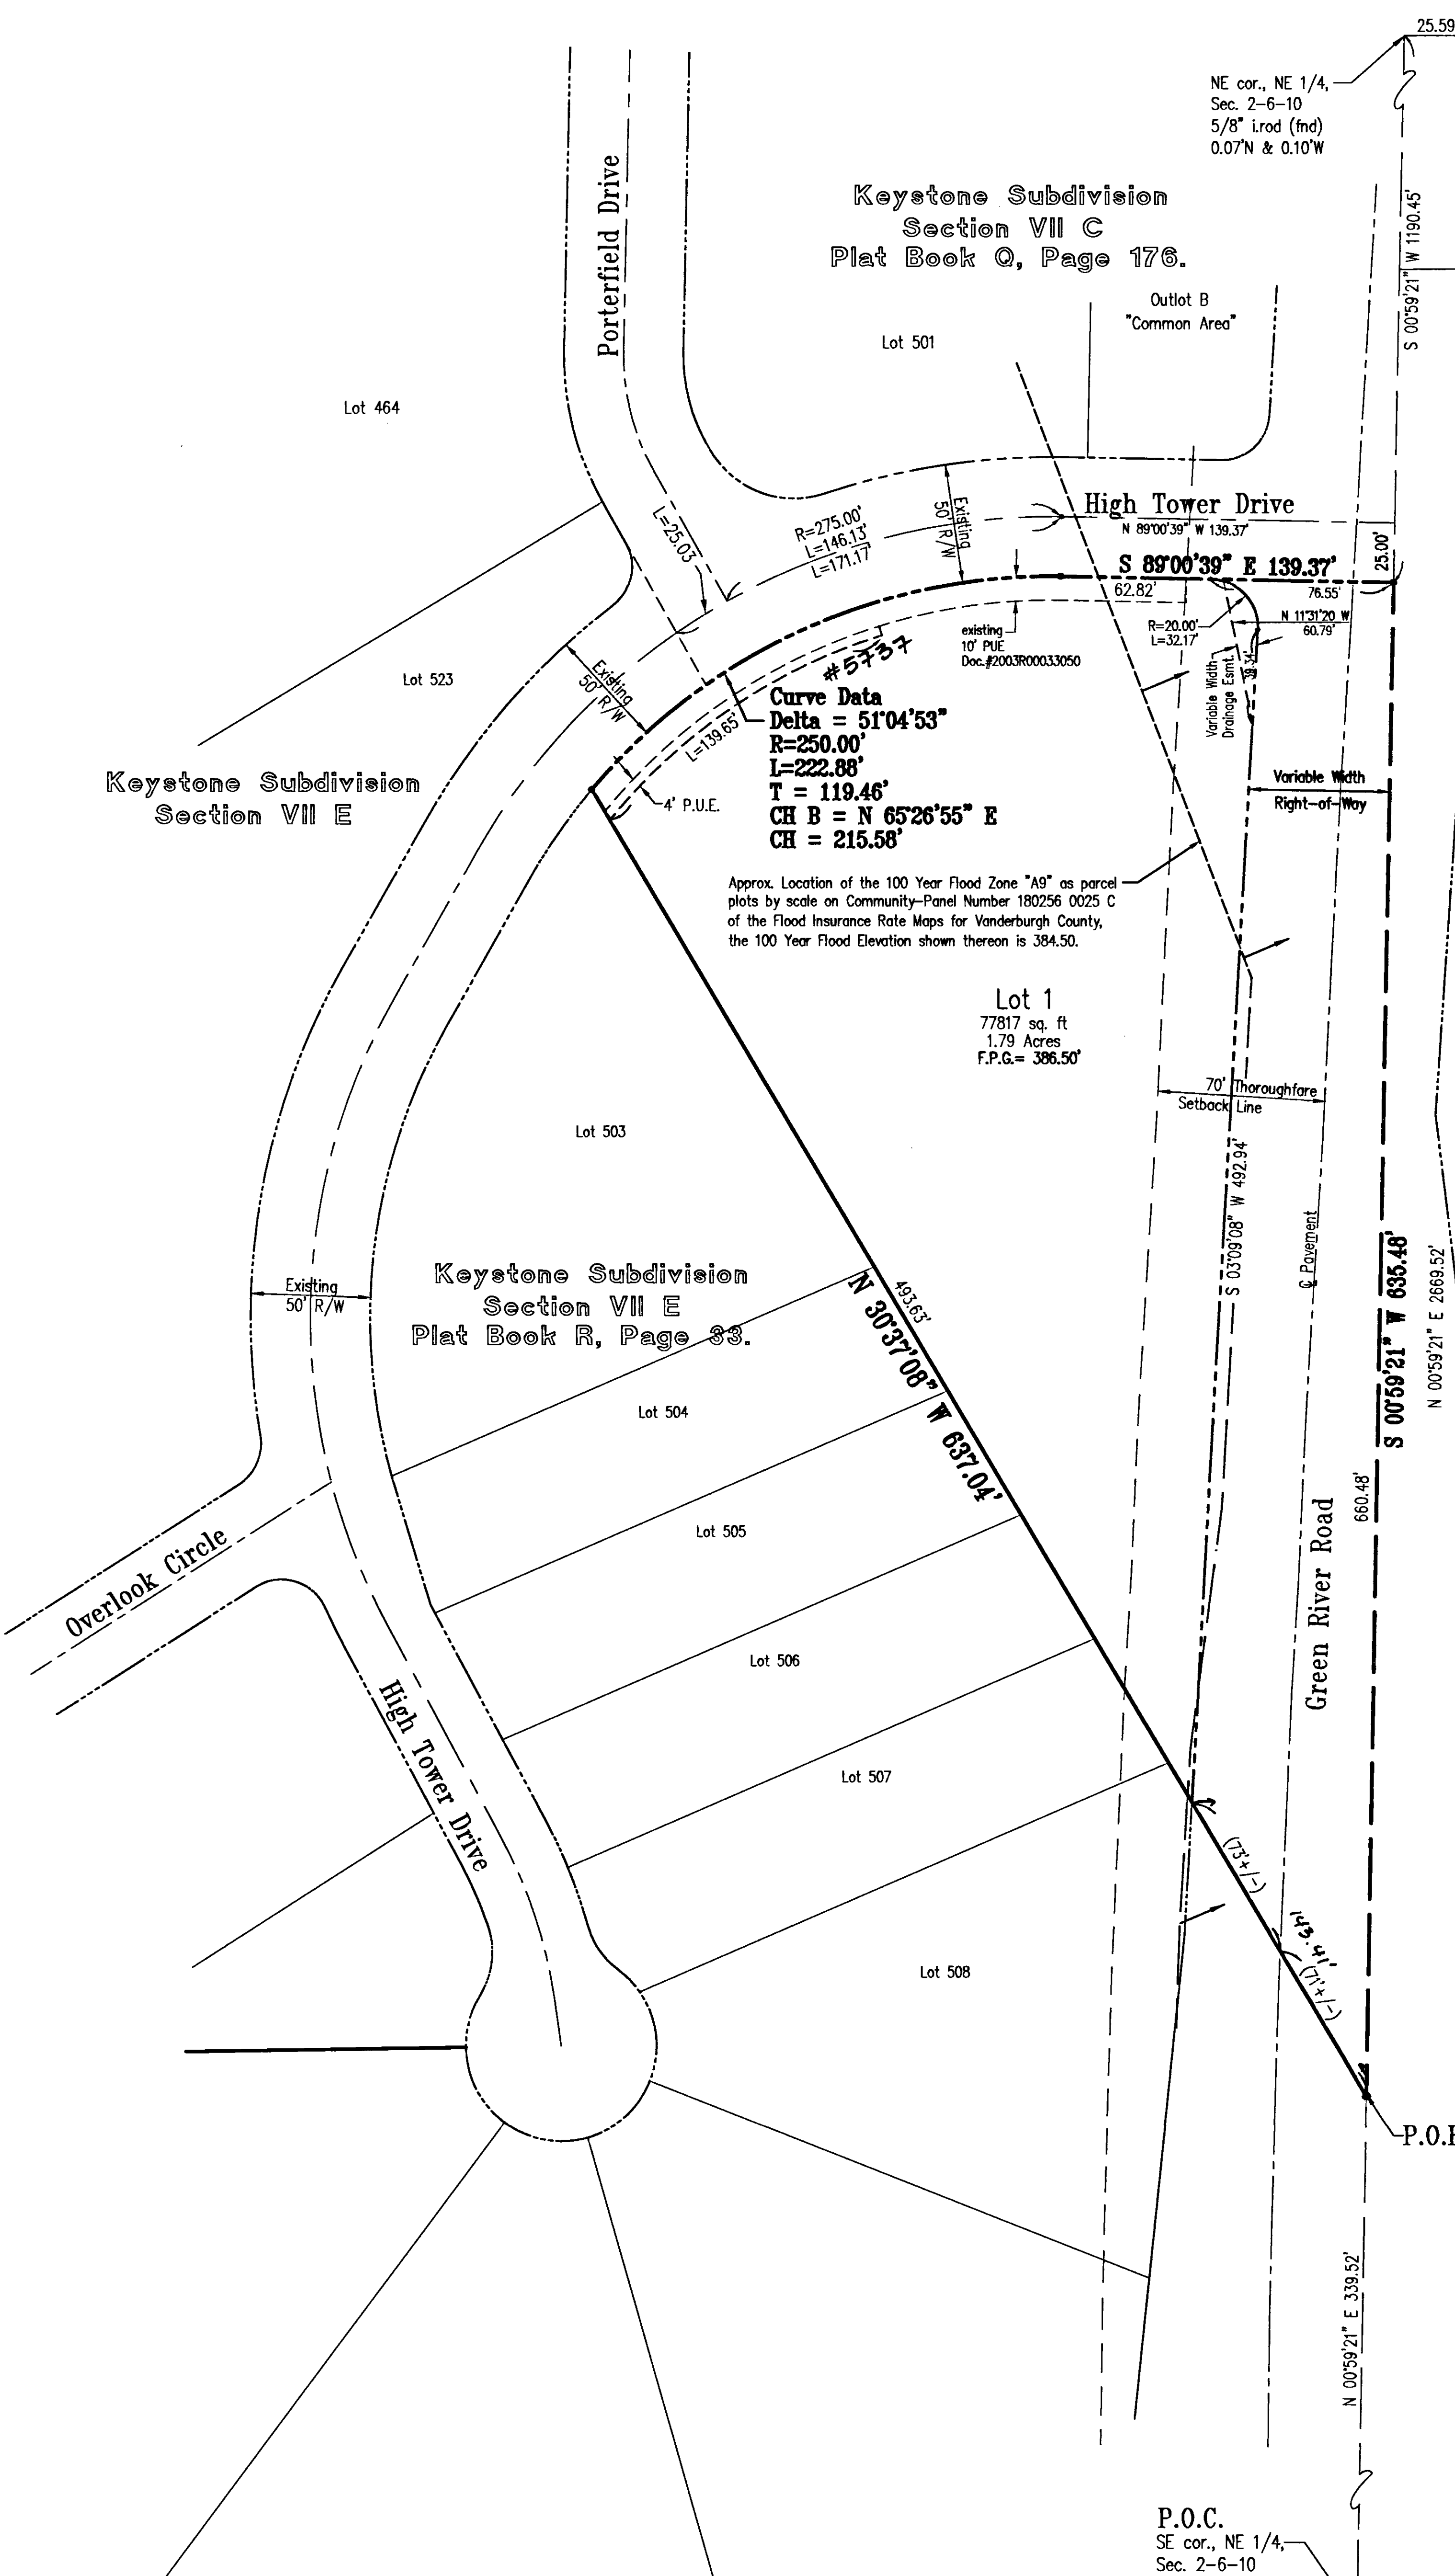 25.59
NE cor., NE 1/4,
Sec. 2-6-10
5/8" i.rod (fnd)
0.07'N & 0.10'W
Porterfield Drive
Keystone Subdivision
Section VII C
Plat Book Q, Page 176.
S 00°59'21" W 1190.45'
Outlot B
"Common Area"
Lot 501
Lot 464
High Tower Drive
N 89°00'39" W 139.37'
L=25.03
R=275.00'
L=146.13'
L=171.17'
Existing
50' R/W
S 89°00'39" E 139.37'
25.00'
62.82'
76.55'
R=20.00'
L=32.17'
N 11°31'20 W
60.79'
existing
10' PUE
Doc.#2003R00033050
39.34'
Variable Width
Drainage Esmt.
Lot 523
Existing
50' R/W
#5737
L=139.65'
Curve Data
Delta = 51°04'53"
R=250.00'
L=222.88'
T = 119.46'
CH B = N 65°26'55" E
CH = 215.58'
4' P.U.E.
Keystone Subdivision
Section VII E
Variable Width
Right-of-Way
Approx. Location of the 100 Year Flood Zone "A9" as parcel
plots by scale on Community-Panel Number 180256 0025 C
of the Flood Insurance Rate Maps for Vanderburgh County,
the 100 Year Flood Elevation shown thereon is 384.50.
Lot 1
77817 sq. ft
1.79 Acres
F.P.G.= 386.50'
70' Thoroughfare
Setback Line
Lot 503
S 03°09'08" W 492.94'
℄ Pavement
S 00°59'21" W 635.48'
N 00°59'21" E 2669.52'
Existing
50' R/W
Keystone Subdivision
Section VII E
Plat Book R, Page 33.
493.63'
N 30°37'08" W 637.04'
Lot 504
660.48'
Lot 505
Overlook Circle
Green River Road
Lot 506
High Tower Drive
Lot 507
(73'+/-)
143.41'
(71'+/-)
Lot 508
N 00°59'21" E 339.52'
P.O.C.
SE cor., NE 1/4,
Sec. 2-6-10